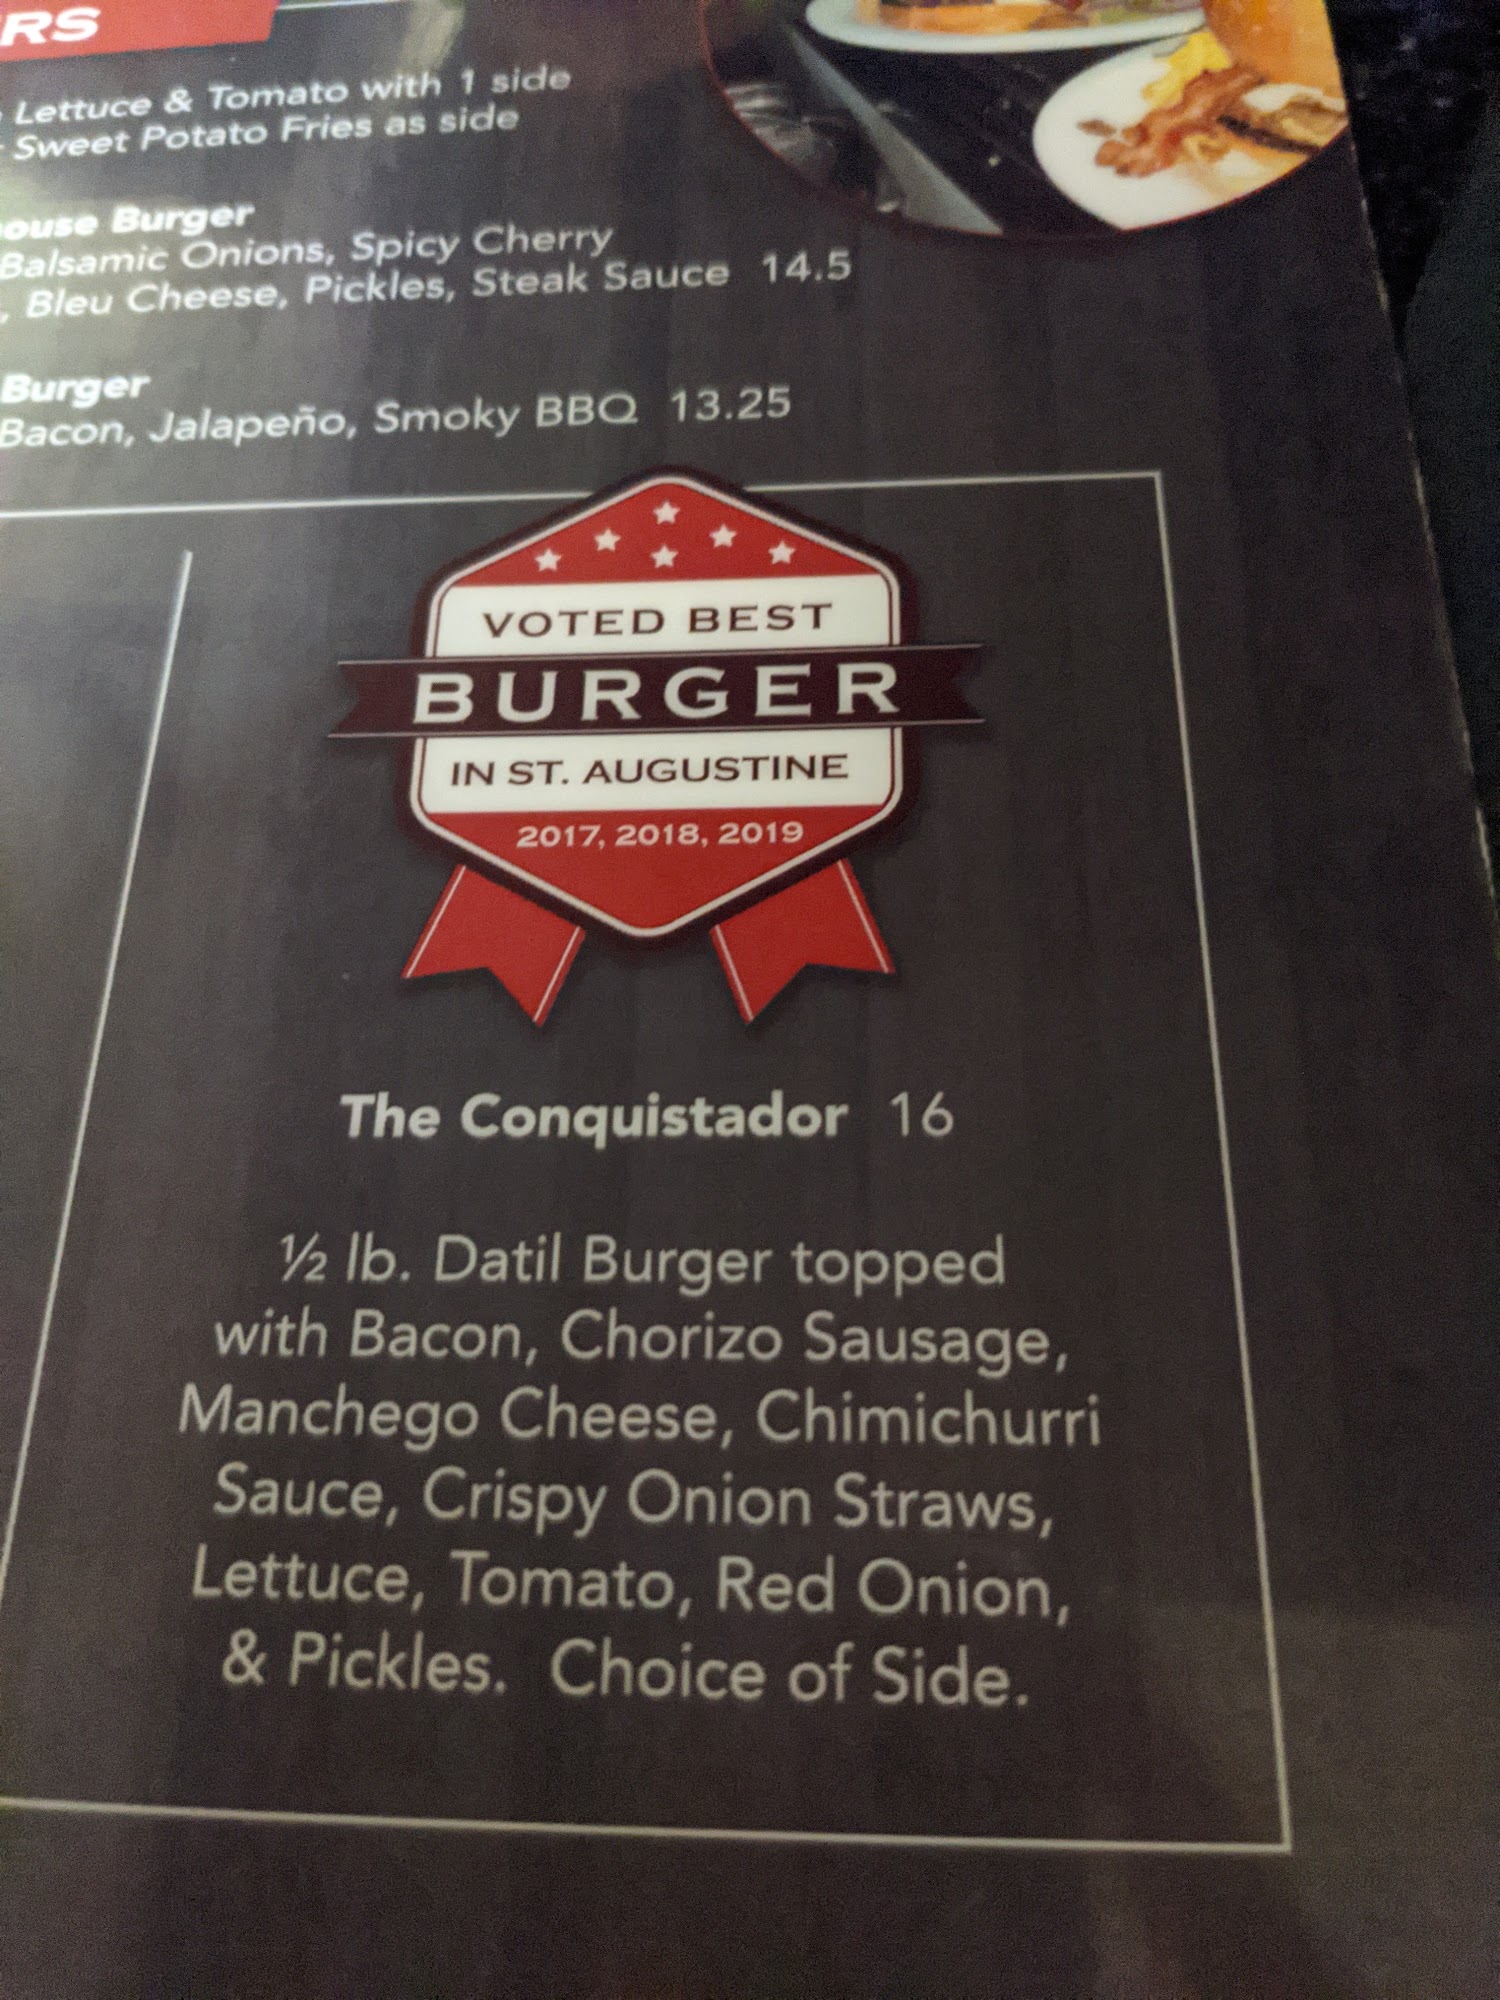 RS
Lettuce & Tomato with 1 side
Sweet Potato Fries as side
ouse Burger
Balsamic Onions, Spicy Cherry
, Bleu Cheese, Pickles, Steak Sauce 14.5
Burger
Bacon, Jalapeño, Smoky BBQ 13.25
VOTED BEST
BURGER
IN ST. AUGUSTINE
2017, 2018, 2019
The Conquistador 16
½ lb. Datil Burger topped
with Bacon, Chorizo Sausage,
Manchego Cheese, Chimichurri
Sauce, Crispy Onion Straws,
Lettuce, Tomato, Red Onion,
& Pickles. Choice of Side.